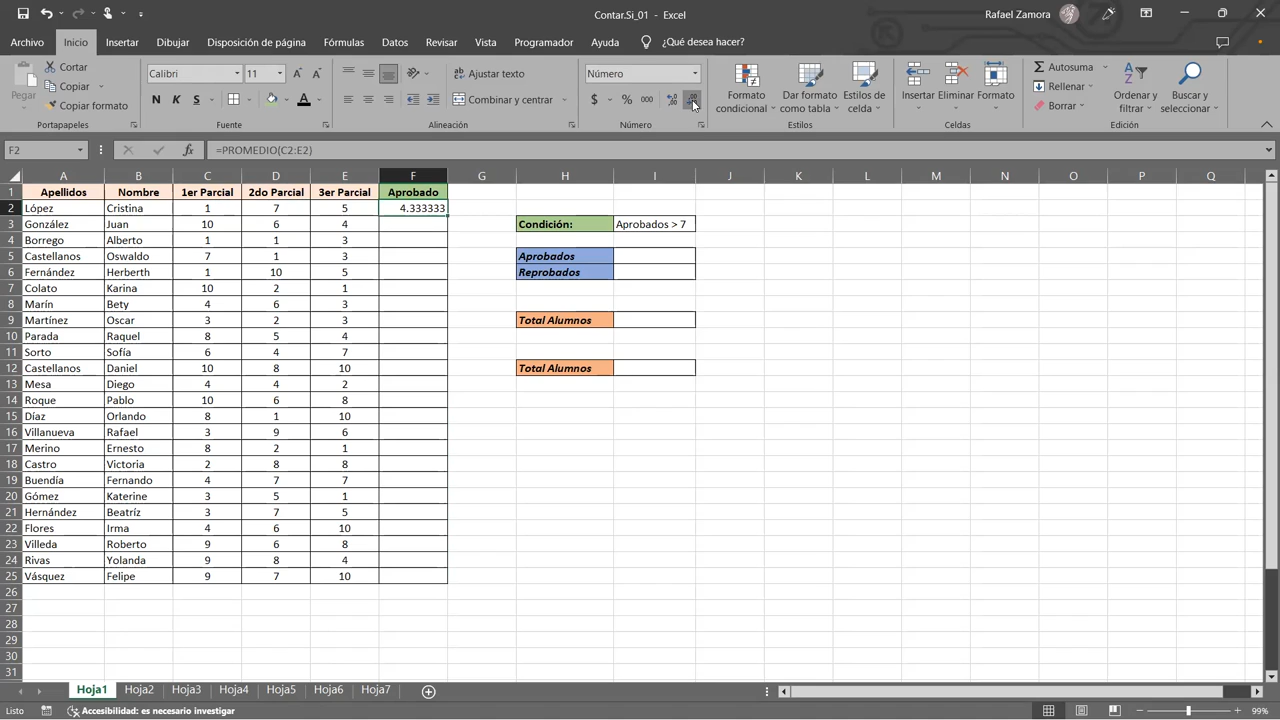 Contar.Si_01 - Excel
Rafael Zamora
Archivo Inicio Insertar Dibujar Disposición de página Fórmulas Datos Revisar Vista Programador Ayuda ¿Qué desea hacer?
Pegar
Cortar
Copiar
Copiar formato
Portapapeles
Calibri 11
N K S
Fuente
Ajustar texto
Combinar y centrar
Alineación
Número
$ % 000
Número
Formato condicional
Dar formato como tabla
Estilos de celda
Estilos
Insertar
Eliminar
Formato
Celdas
Autosuma
Rellenar
Borrar
Ordenar y filtrar
Buscar y seleccionar
Edición
F2 fx =PROMEDIO(C2:E2)
A B C D E F G H I J K L M N O P Q
1 Apellidos Nombre 1er Parcial 2do Parcial 3er Parcial Aprobado
2 López Cristina 1 7 5 4.333333
3 González Juan 10 6 4 Condición: Aprobados > 7
4 Borrego Alberto 1 1 3
5 Castellanos Oswaldo 7 1 3 Aprobados
6 Fernández Herberth 1 10 5 Reprobados
7 Colato Karina 10 2 1
8 Marín Bety 4 6 3
9 Martínez Oscar 3 2 3 Total Alumnos
10 Parada Raquel 8 5 4
11 Sorto Sofía 6 4 7
12 Castellanos Daniel 10 8 10 Total Alumnos
13 Mesa Diego 4 4 2
14 Roque Pablo 10 6 8
15 Díaz Orlando 8 1 10
16 Villanueva Rafael 3 9 6
17 Merino Ernesto 8 2 1
18 Castro Victoria 2 8 8
19 Buendía Fernando 4 7 7
20 Gómez Katerine 3 5 1
21 Hernández Beatríz 3 7 5
22 Flores Irma 4 6 10
23 Villeda Roberto 9 6 8
24 Rivas Yolanda 9 8 4
25 Vásquez Felipe 9 7 10
26
27
28
29
30
31
Hoja1 Hoja2 Hoja3 Hoja4 Hoja5 Hoja6 Hoja7
Listo Accesibilidad: es necesario investigar 99%